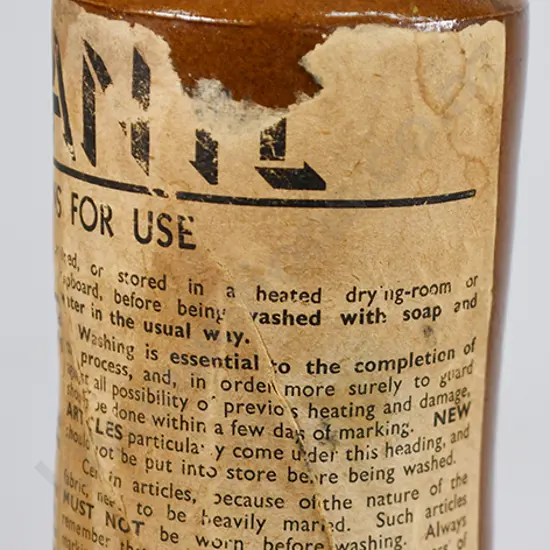 ANIL
FOR USE
or stored in a heated drying-room or
before being washed with soap and
in the usual way.
Washing is essential to the completion of
process, and, in order more surely to guard
all possibility of previous heating and damage,
be done within a few days of marking. NEW
ARTICLES particularly come under this heading, and
should not be put into store before being washed.
in articles, because of the nature of the
fabric, to be heavily marked. Such articles
MUST NOT be worn before washing. Always
remember